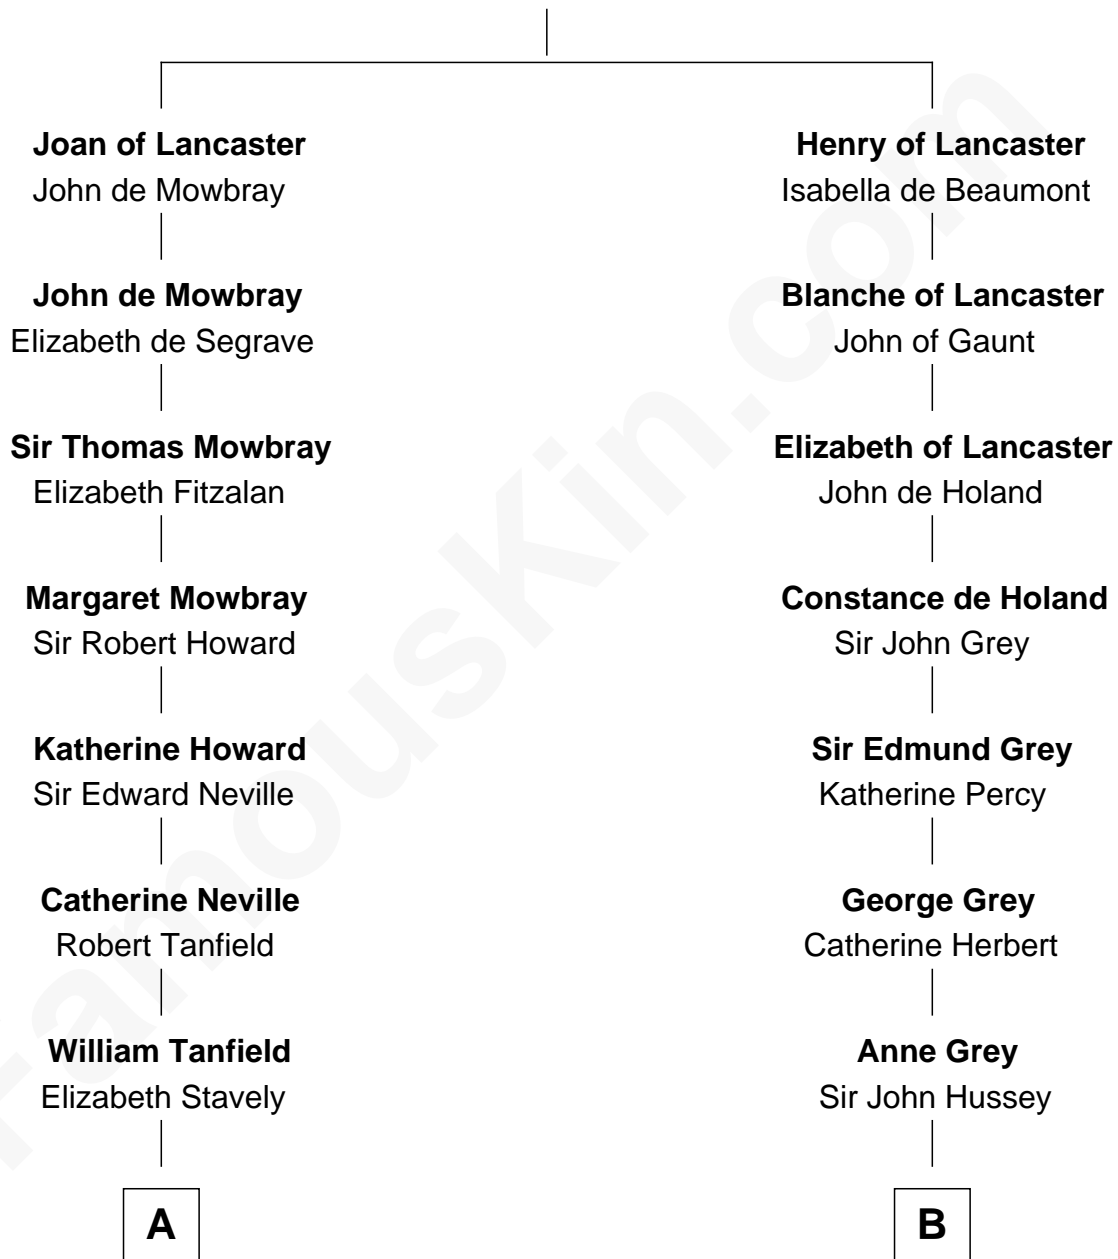 Joan of Lancaster
John de Mowbray
Henry of Lancaster
Isabella de Beaumont
John de Mowbray
Elizabeth de Segrave
Blanche of Lancaster
John of Gaunt
Sir Thomas Mowbray
Elizabeth Fitzalan
Elizabeth of Lancaster
John de Holand
Margaret Mowbray
Sir Robert Howard
Constance de Holand
Sir John Grey
Katherine Howard
Sir Edward Neville
Sir Edmund Grey
Katherine Percy
Catherine Neville
Robert Tanfield
George Grey
Catherine Herbert
William Tanfield
Elizabeth Stavely
Anne Grey
Sir John Hussey
A
B
FamousKin.com